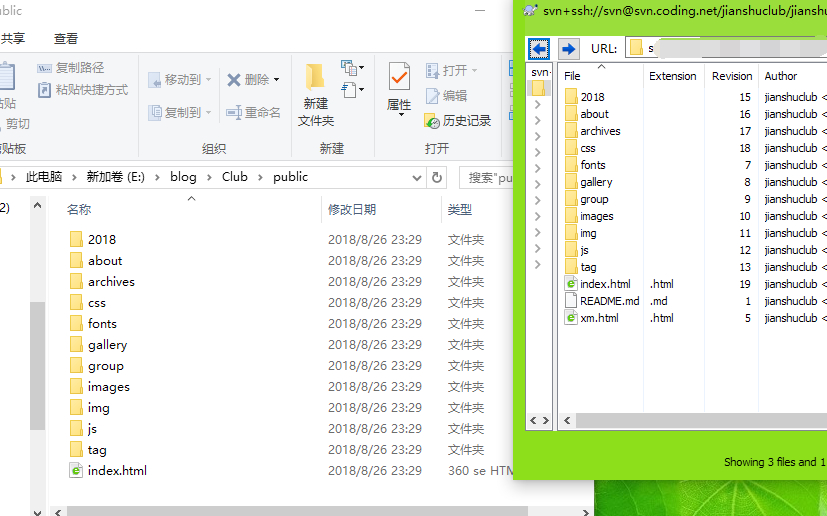 ublic
共享 查看
复制路径
粘贴快捷方式
剪切
移动到
复制到
删除
重命名
新建
文件夹
属性
打开
编辑
历史记录
组织 新建 打开
此电脑 > 新加卷 (E:) > blog > Club > public
搜索"pu
名称 修改日期 类型
2018 2018/8/26 23:29 文件夹
about 2018/8/26 23:29 文件夹
archives 2018/8/26 23:29 文件夹
css 2018/8/26 23:29 文件夹
fonts 2018/8/26 23:29 文件夹
gallery 2018/8/26 23:29 文件夹
group 2018/8/26 23:29 文件夹
images 2018/8/26 23:29 文件夹
img 2018/8/26 23:29 文件夹
js 2018/8/26 23:29 文件夹
tag 2018/8/26 23:29 文件夹
index.html 2018/8/26 23:29 360 se HTM
svn+ssh://svn@svn.coding.net/jianshuclub/jianshu
URL: s
svn-
File Extension Revision Author
2018 15 jianshuclub <
about 16 jianshuclub <
archives 17 jianshuclub <
css 18 jianshuclub <
fonts 7 jianshuclub <
gallery 8 jianshuclub <
group 9 jianshuclub <
images 10 jianshuclub <
img 11 jianshuclub <
js 12 jianshuclub <
tag 13 jianshuclub <
index.html .html 19 jianshuclub <
README.md .md 1 jianshuclub <
xm.html .html 5 jianshuclub <
Showing 3 files and 1